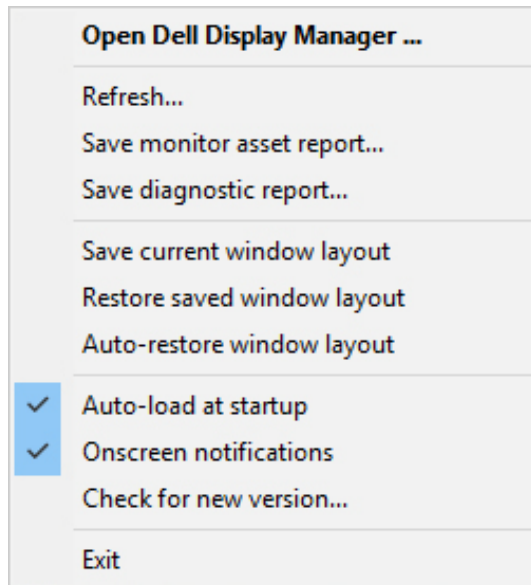 Open Dell Display Manager ...
Refresh...
Save monitor asset report...
Save diagnostic report...
Save current window layout
Restore saved window layout
Auto-restore window layout
Auto-load at startup
Onscreen notifications
Check for new version...
Exit